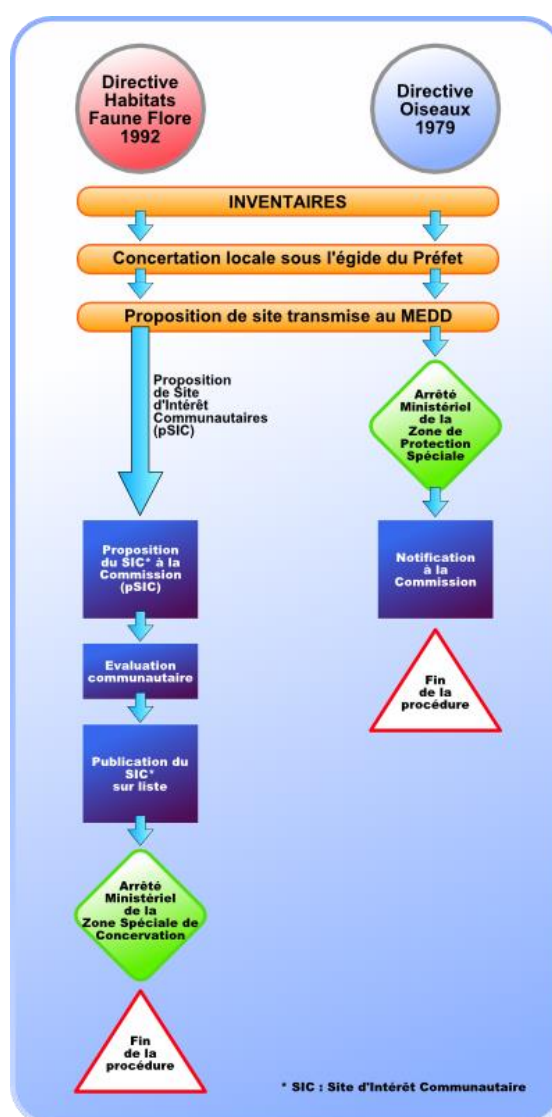 Directive
Habitats
Faune Flore
1992
Directive
Oiseaux
1979
INVENTAIRES
Concertation locale sous l'égide du Préfet
Proposition de site transmise au MEDD
Proposition
de Site
d'Intérêt
Communautaires
(pSIC)
Arrêté
Ministériel
de la
Zone de
Protection
Spéciale
Proposition
du SIC* à la
Commission
(pSIC)
Notification
à la
Commission
Evaluation
communautaire
Fin
de la
procédure
Publication du
SIC*
sur liste
Arrêté
Ministériel
de la
Zone Spéciale de
Concervation
Fin
de la
procédure
* SIC : Site d'Intérêt Communautaire